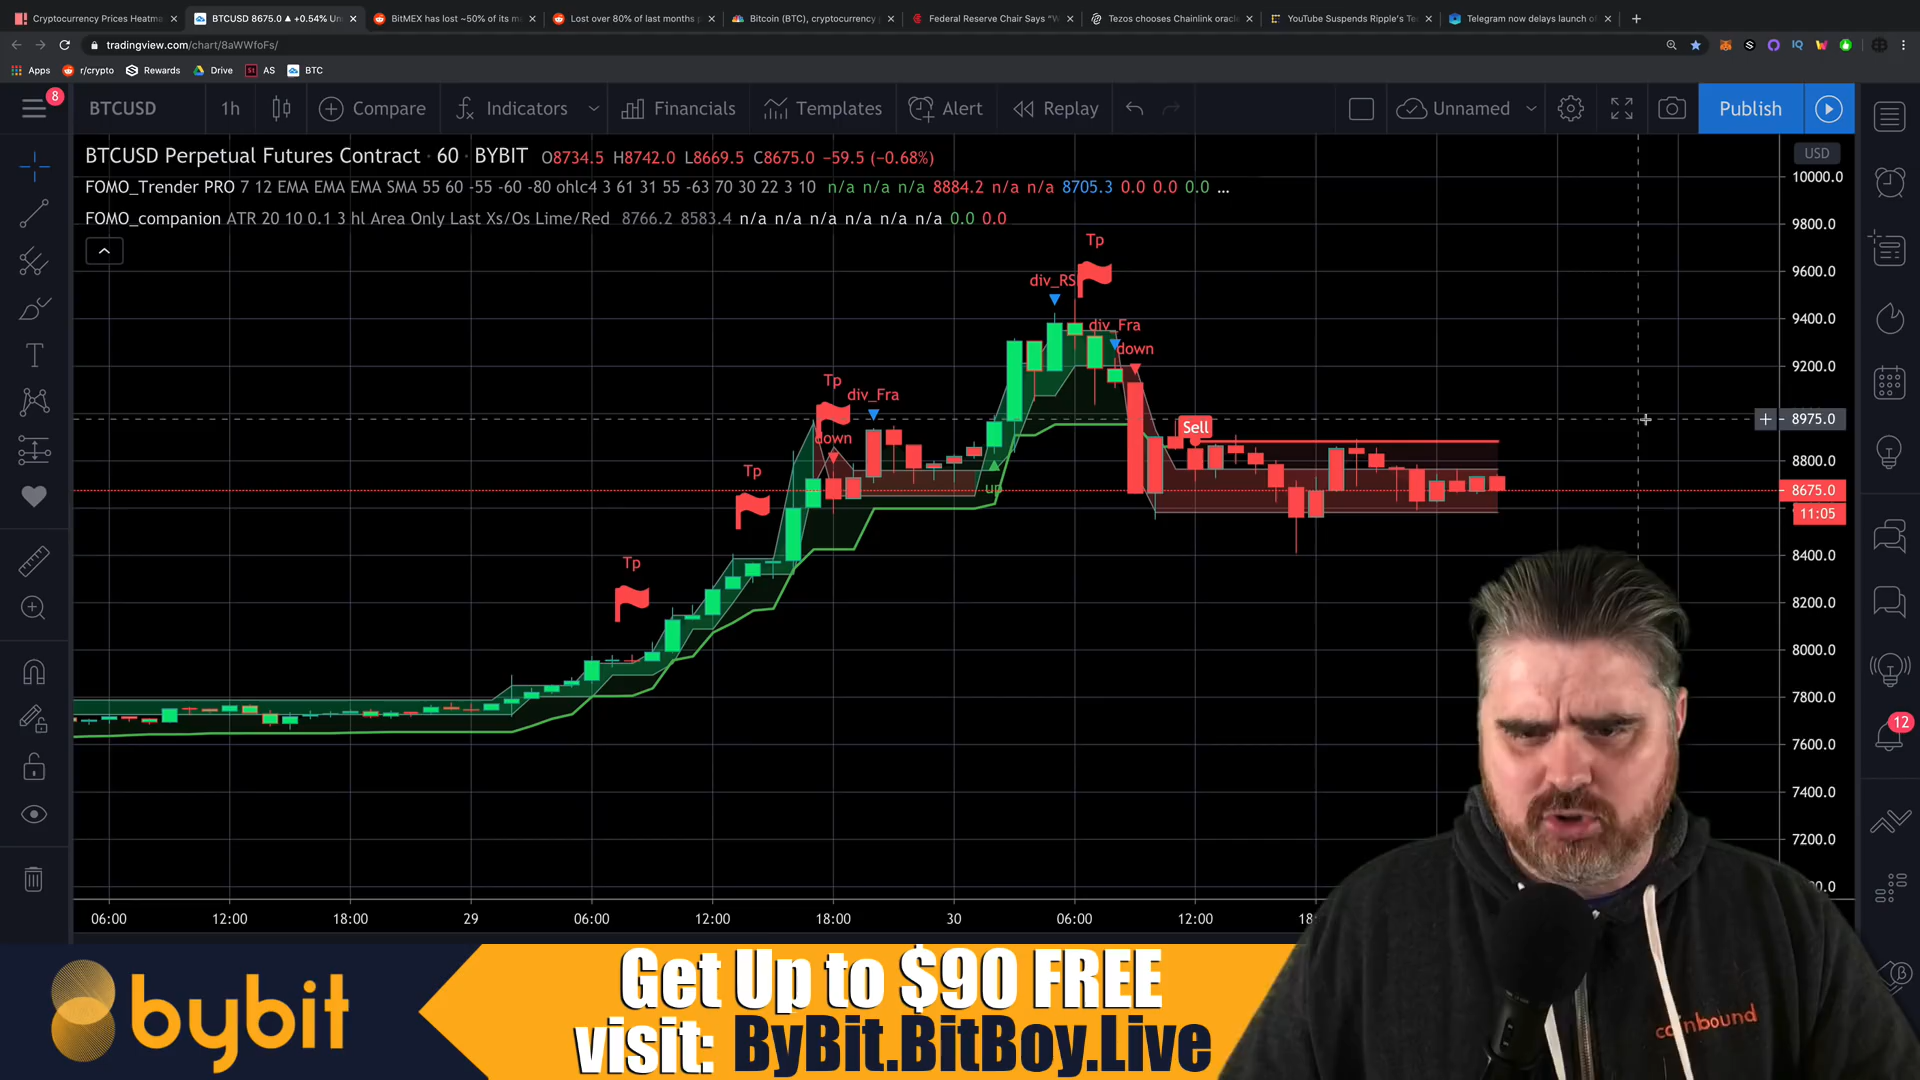 Cryptocurrency Prices Heatme
BTCUSD 8675.0 ▲ +0.54% Un
BitMEX has lost ~50% of its m
Lost over 80% of last months p
Bitcoin (BTC), cryptocurrency p
Federal Reserve Chair Says "W
Tezos chooses Chainlink oracle
YouTube Suspends Ripple's Te
Telegram now delays launch of
tradingview.com/chart/8aWWfoFs/
Apps r/crypto Rewards Drive AS BTC
8
BTCUSD 1h Compare Indicators Financials Templates Alert Replay Unnamed Publish
BTCUSD Perpetual Futures Contract · 60 · BYBIT O8734.5 H8742.0 L8669.5 C8675.0 −59.5 (−0.68%)
USD
FOMO_Trender PRO 7 12 EMA EMA EMA SMA 55 60 -55 -60 -80 ohlc4 3 61 31 55 -63 70 30 22 3 10 n/a n/a n/a 8884.2 n/a n/a 8705.3 0.0 0.0 0.0 ...
FOMO_companion ATR 20 10 0.1 3 hl Area Only Last Xs/Os Lime/Red 8766.2 8583.4 n/a n/a n/a n/a n/a n/a 0.0 0.0
10000.0
9800.0
9600.0
9400.0
9200.0
8975.0
8800.0
8675.0
11:05
8400.0
8200.0
8000.0
7800.0
7600.0
7400.0
7200.0
Tp
div_RS
div_Fra
down
Tp
div_Fra
down
Sell
Tp
up
Tp
12
06:00 12:00 18:00 29 06:00 12:00 18:00 30 06:00 12:00
coinbound
bybit
Get Up to $90 FREE
visit: ByBit.BitBoy.Live